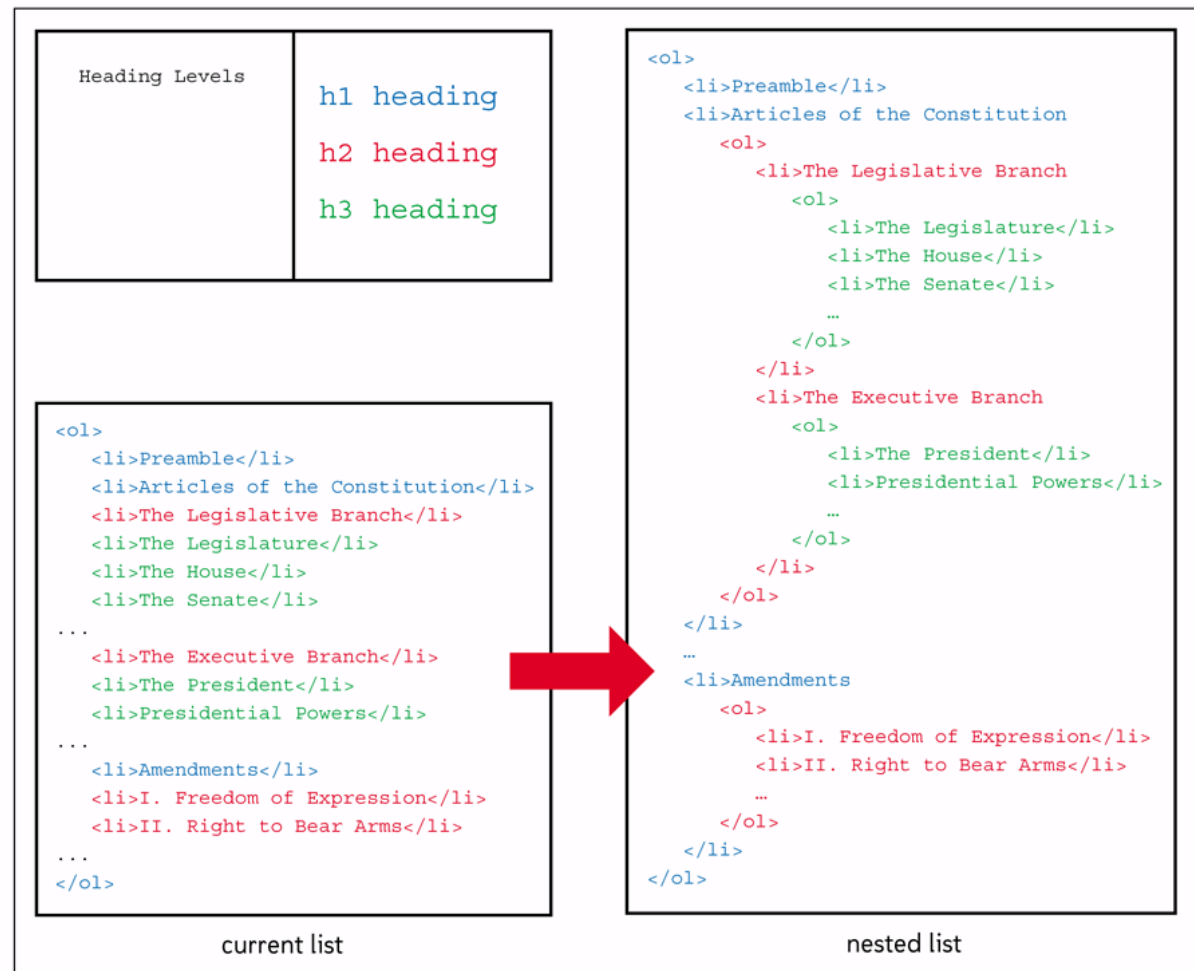 Heading Levels
h1 heading
h2 heading
h3 heading
<ol>
<li>Preamble</li>
<li>Articles of the Constitution</li>
<li>The Legislative Branch</li>
<li>The Legislature</li>
<li>The House</li>
<li>The Senate</li>
...
<li>The Executive Branch</li>
<li>The President</li>
<li>Presidential Powers</li>
...
<li>Amendments</li>
<li>I. Freedom of Expression</li>
<li>II. Right to Bear Arms</li>
...
</ol>
current list
<ol>
<li>Preamble</li>
<li>Articles of the Constitution
<ol>
<li>The Legislative Branch
<ol>
<li>The Legislature</li>
<li>The House</li>
<li>The Senate</li>
…
</ol>
</li>
<li>The Executive Branch
<ol>
<li>The President</li>
<li>Presidential Powers</li>
…
</ol>
</li>
</ol>
</li>
…
<li>Amendments
<ol>
<li>I. Freedom of Expression</li>
<li>II. Right to Bear Arms</li>
…
</ol>
</li>
</ol>
nested list